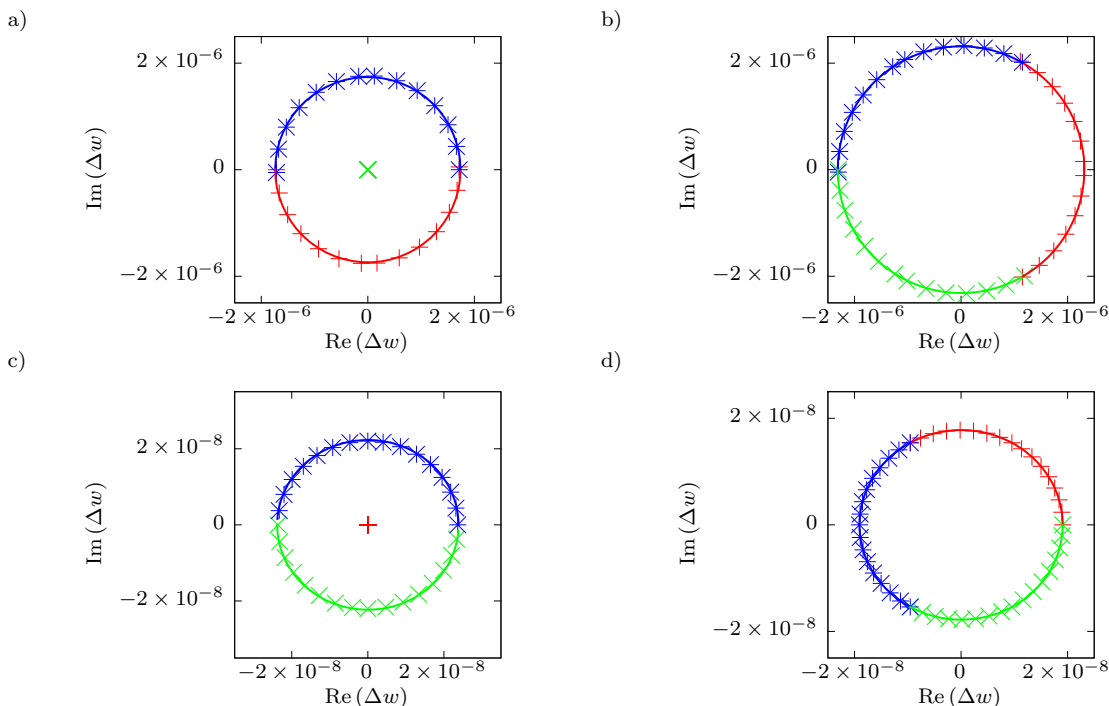 a)
2 × 10⁻⁶
0
−2 × 10⁻⁶
Im (Δw)
−2 × 10⁻⁶ 0 2 × 10⁻⁶
Re (Δw)
b)
2 × 10⁻⁶
0
−2 × 10⁻⁶
Im (Δw)
−2 × 10⁻⁶ 0 2 × 10⁻⁶
Re (Δw)
c)
2 × 10⁻⁸
0
−2 × 10⁻⁸
Im (Δw)
−2 × 10⁻⁸ 0 2 × 10⁻⁸
Re (Δw)
d)
2 × 10⁻⁸
0
−2 × 10⁻⁸
Im (Δw)
−2 × 10⁻⁸ 0 2 × 10⁻⁸
Re (Δw)